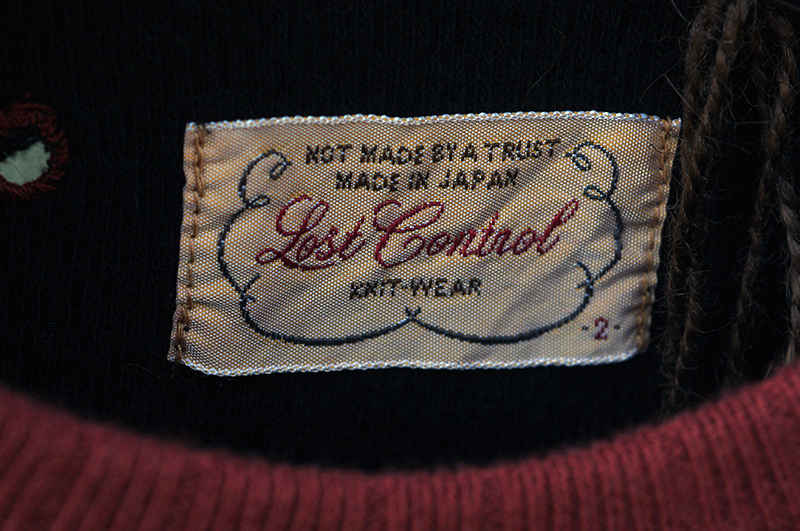 NOT MADE BY A TRUST
MADE IN JAPAN
Lost Control
KNIT-WEAR
-2-